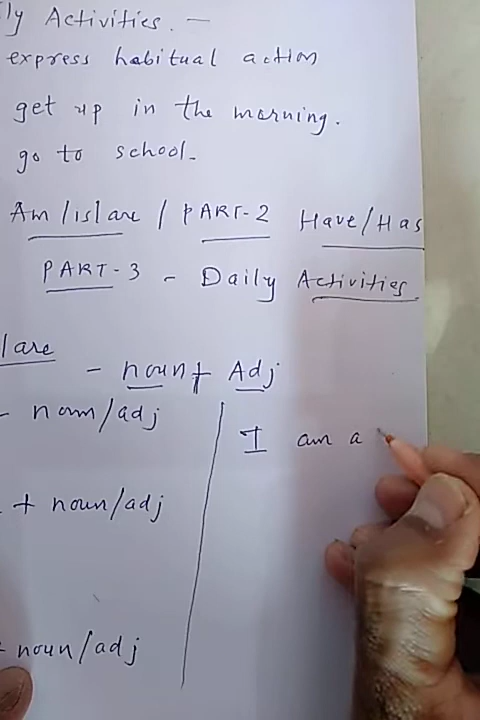 ly Activities. —
express habitual action
get up in the morning.
go to school.
Am/is/are / PART-2 Have/Has
PART-3 - Daily Activities
/are - noun + Adj
- noun/adj
I am a
+ noun/adj
+ noun/adj